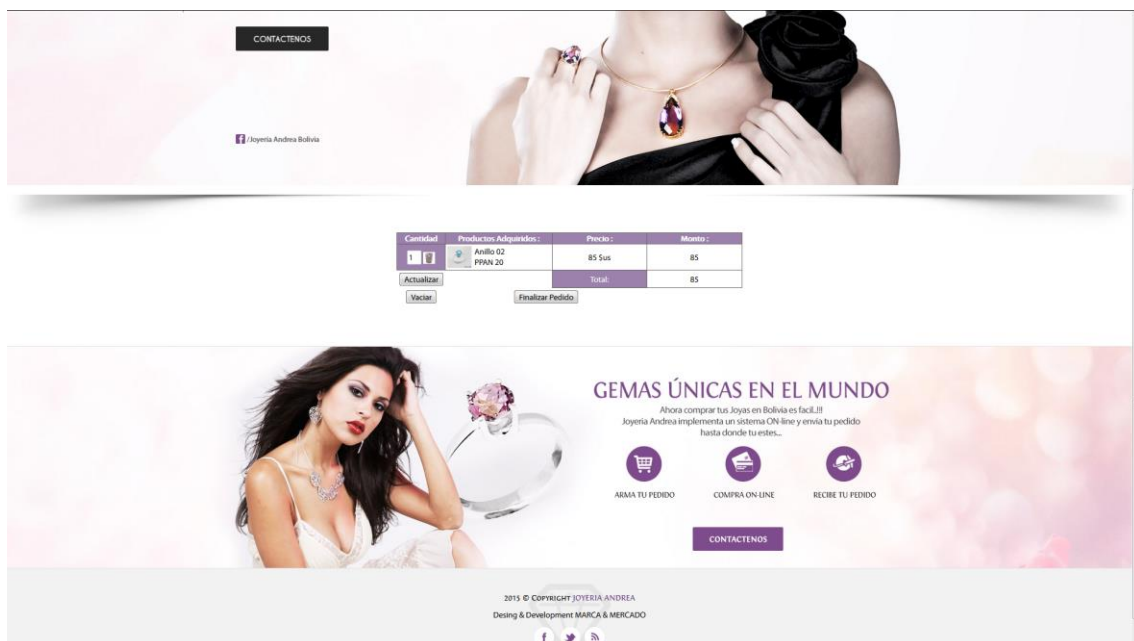 CONTACTENOS
/Joyeria Andrea Bolivia
Cantidad Productos Adquiridos : Precio : Monto :
1 Anillo 02 PPAN 20 85 $us 85
Actualizar Total: 85
Vaciar Finalizar Pedido
GEMAS ÚNICAS EN EL MUNDO
Ahora comprar tus Joyas en Bolivia es facil..!!!
Joyeria Andrea implementa un sistema ON-line y envia tu pedido
hasta donde tu estes...
ARMA TU PEDIDO COMPRA ON-LINE RECIBE TU PEDIDO
CONTACTENOS
2015 © COPYRIGHT JOYERIA ANDREA
Desing & Development MARCA & MERCADO